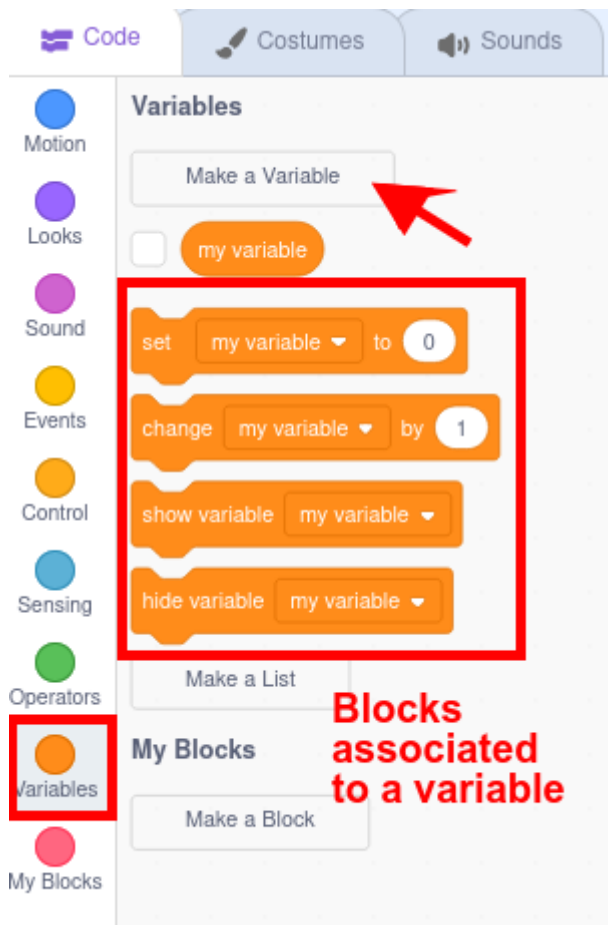 Code Costumes Sounds
Motion
Looks
Sound
Events
Control
Sensing
Operators
Variables
My Blocks
Variables
Make a Variable
my variable
set my variable to 0
change my variable by 1
show variable my variable
hide variable my variable
Make a List
Blocks
associated
to a variable
My Blocks
Make a Block